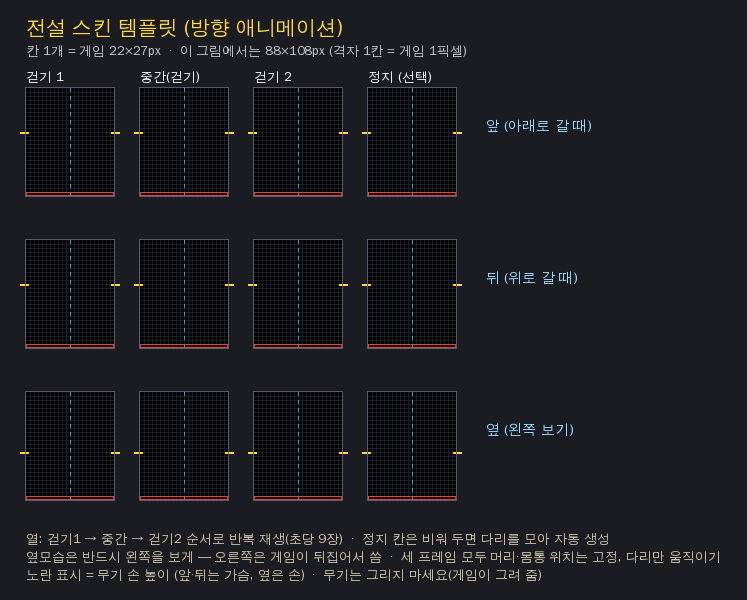 전설 스킨 템플릿 (방향 애니메이션)
칸 1개 = 게임 22×27px · 이 그림에서는 88×108px (격자 1칸 = 게임 1픽셀)
걷기 1 중간(걷기) 걷기 2 정지 (선택)
앞 (아래로 갈 때)
뒤 (위로 갈 때)
옆 (왼쪽 보기)
열: 걷기1 → 중간 → 걷기2 순서로 반복 재생(초당 9장) · 정지 칸은 비워 두면 다리를 모아 자동 생성
옆모습은 반드시 왼쪽을 보게 — 오른쪽은 게임이 뒤집어서 씀 · 세 프레임 모두 머리·몸통 위치는 고정, 다리만 움직이기
노란 표시 = 무기 손 높이 (앞·뒤는 가슴, 옆은 손) · 무기는 그리지 마세요(게임이 그려 줌)